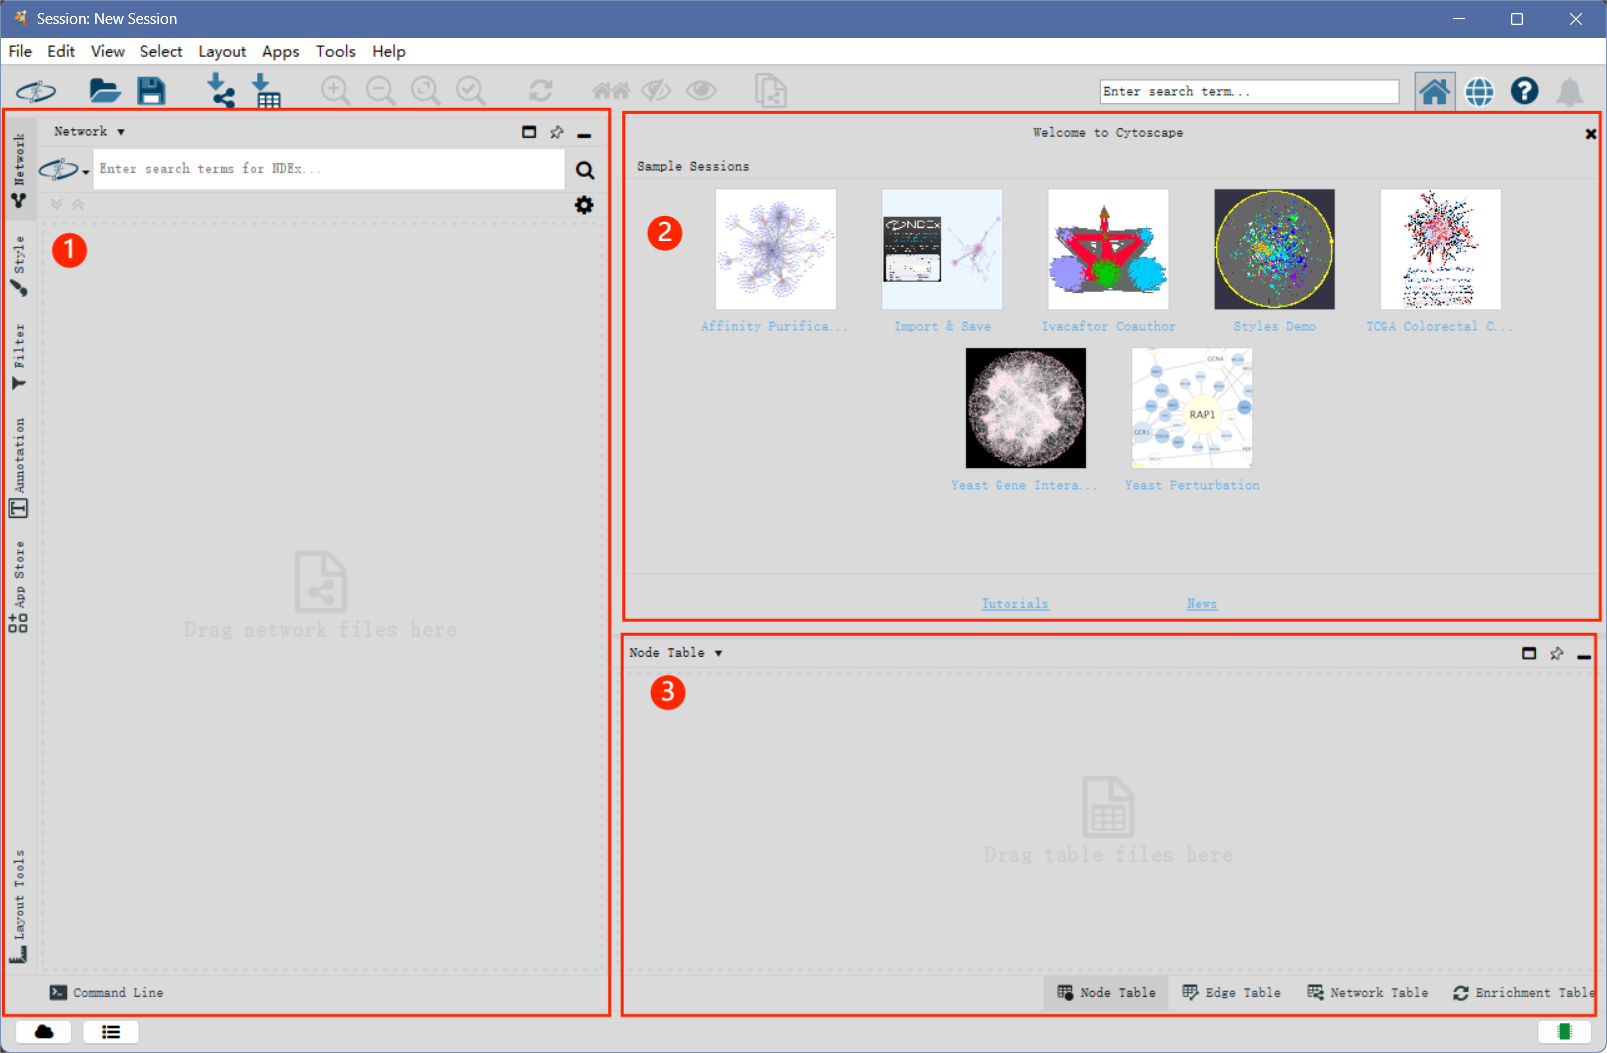 Session: New Session
File Edit View Select Layout Apps Tools Help
Enter search term...
Network
Network
Enter search terms for NDEx...
Style
Filter
Annotation
App Store
Layout Tools
1
Drag network files here
Command Line
Welcome to Cytoscape
Sample Sessions
2
NDEx
Affinity Purifica... Import & Save Ivacaftor Coauthor Styles Demo TCGA Colorectal C...
GCN4
RAP1
GCR1
Yeast Gene Intera... Yeast Perturbation
Tutorials News
Node Table
3
Drag table files here
Node Table Edge Table Network Table Enrichment Table